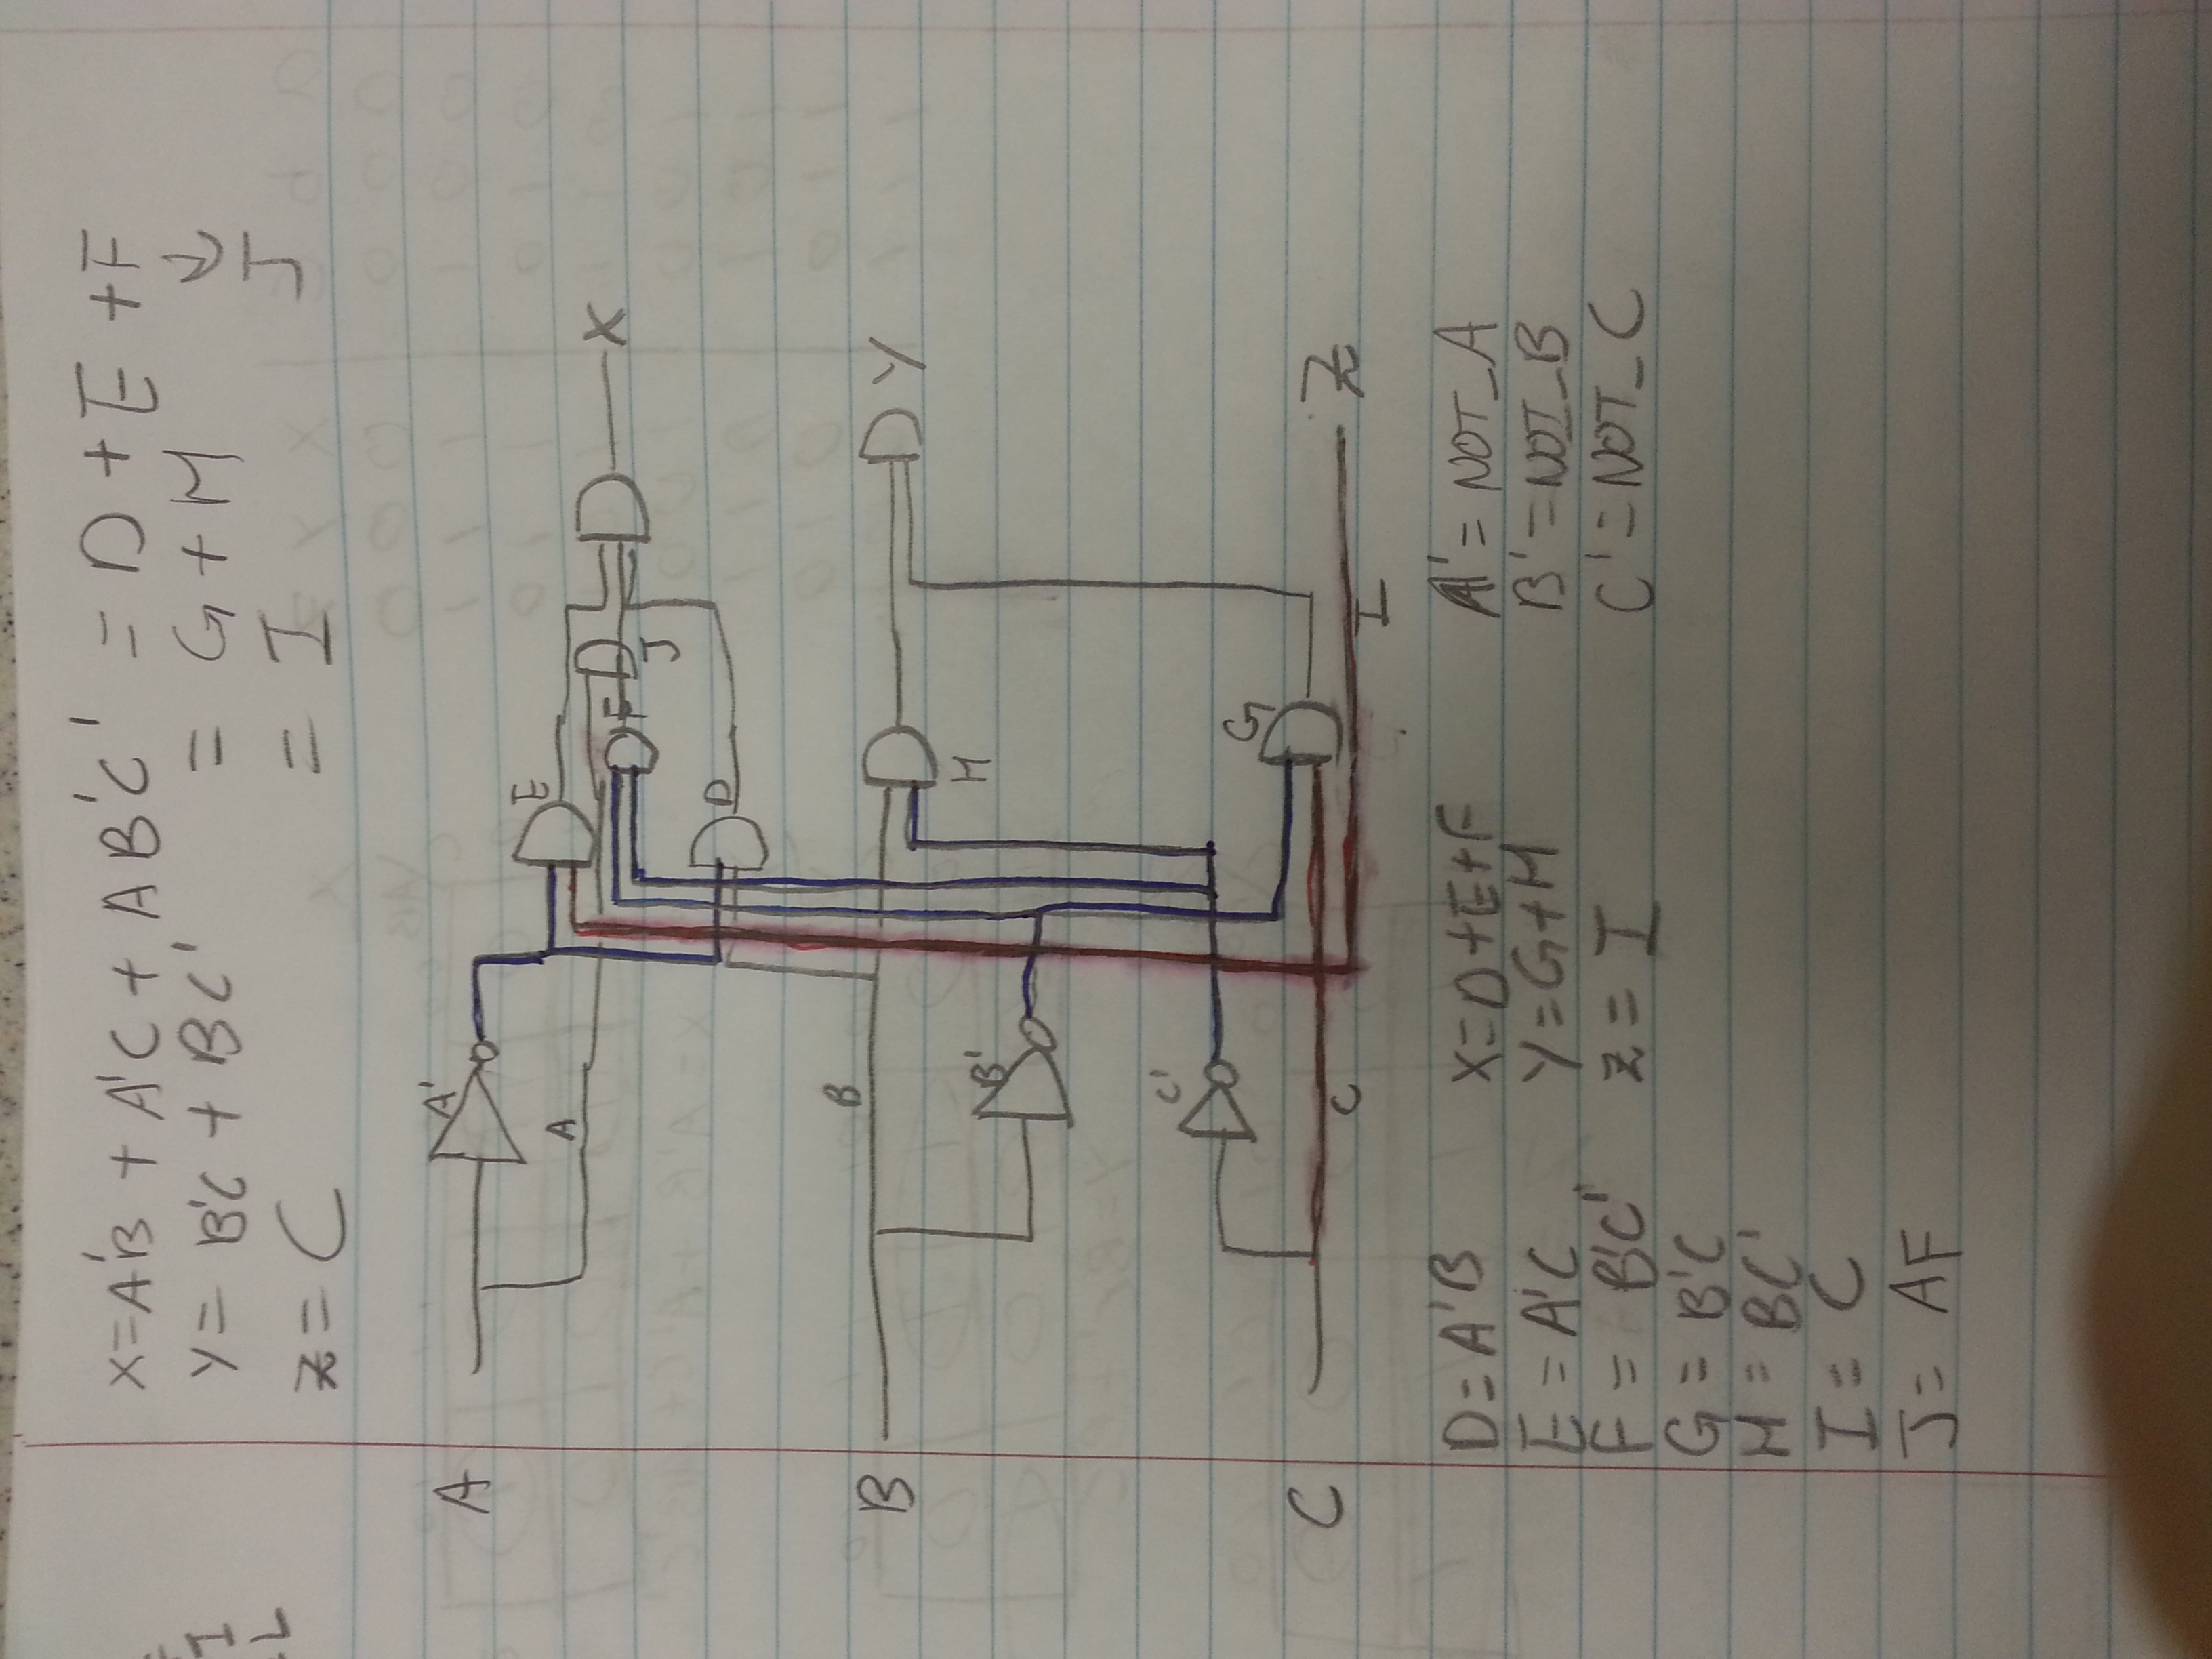 X=A'B + A'C + AB'C' = D + E + F
I
Y= B'C + BC' = G + H ↓
L
J
Z= C = I
A
A'
E
A
F
X
J
D
B
B
Y
H
B'
C'
G
C
C
Z
I
D= A'B X=D+E+F A'= NOT_A
E = A'C Y=G+H B'=NOT_B
F = B'C' Z= I C'=NOT_C
G = B'C
H = BC'
I= C
J= AF